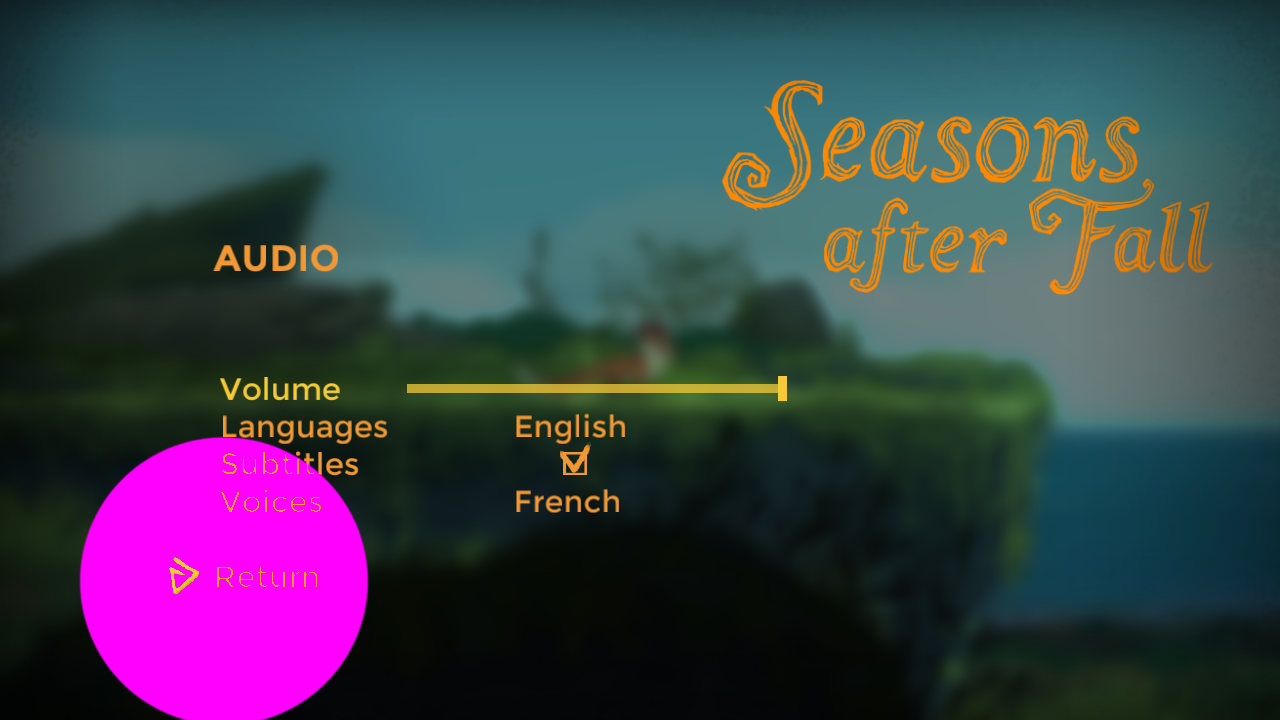 Seasons
after Fall
AUDIO
Volume
Languages English
Subtitles
Voices French
Return